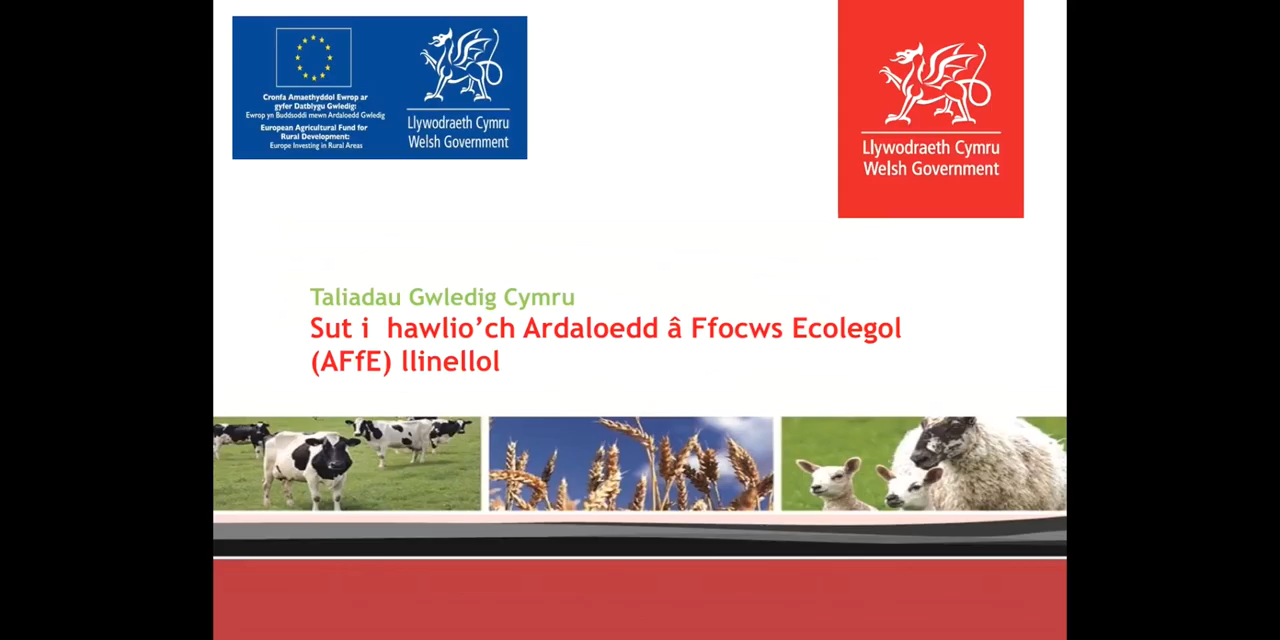 Cronfa Amaethyddol Ewrop ar
gyfer Datblygu Gwledig:
Ewrop yn Buddsoddi mewn Ardaloedd Gwledig
European Agricultural Fund for
Rural Development:
Europe Investing in Rural Areas
Llywodraeth Cymru
Welsh Government
Llywodraeth Cymru
Welsh Government
Taliadau Gwledig Cymru
Sut i hawlio’ch Ardaloedd â Ffocws Ecolegol
(AFfE) llinellol